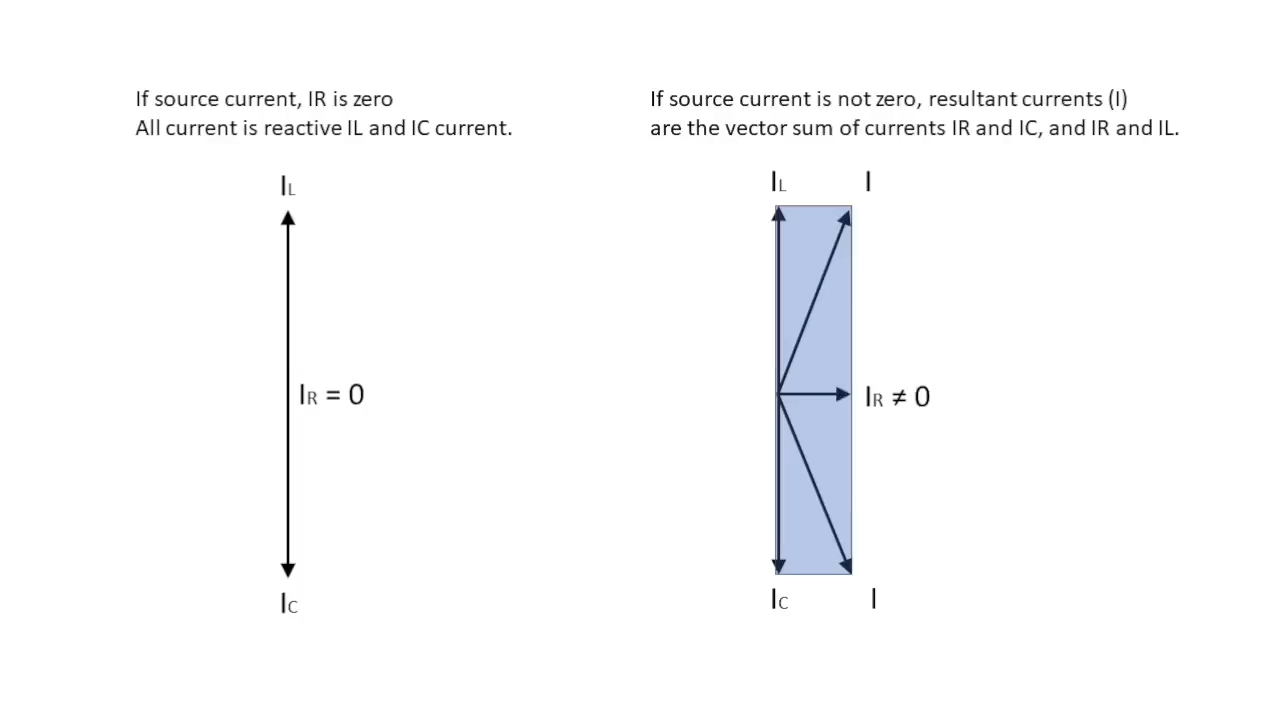 If source current, IR is zero
All current is reactive IL and IC current.
If source current is not zero, resultant currents (I)
are the vector sum of currents IR and IC, and IR and IL.
IL
IR = 0
IC
IL I
IR ≠ 0
IC I